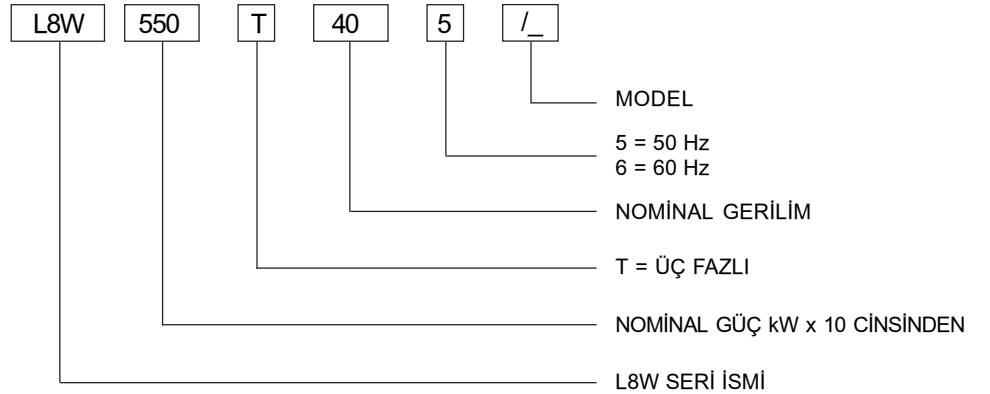 L8W 550 T 40 5 /_
MODEL
5 = 50 Hz
6 = 60 Hz
NOMİNAL GERİLİM
T = ÜÇ FAZLI
NOMİNAL GÜÇ kW x 10 CİNSİNDEN
L8W SERİ İSMİ